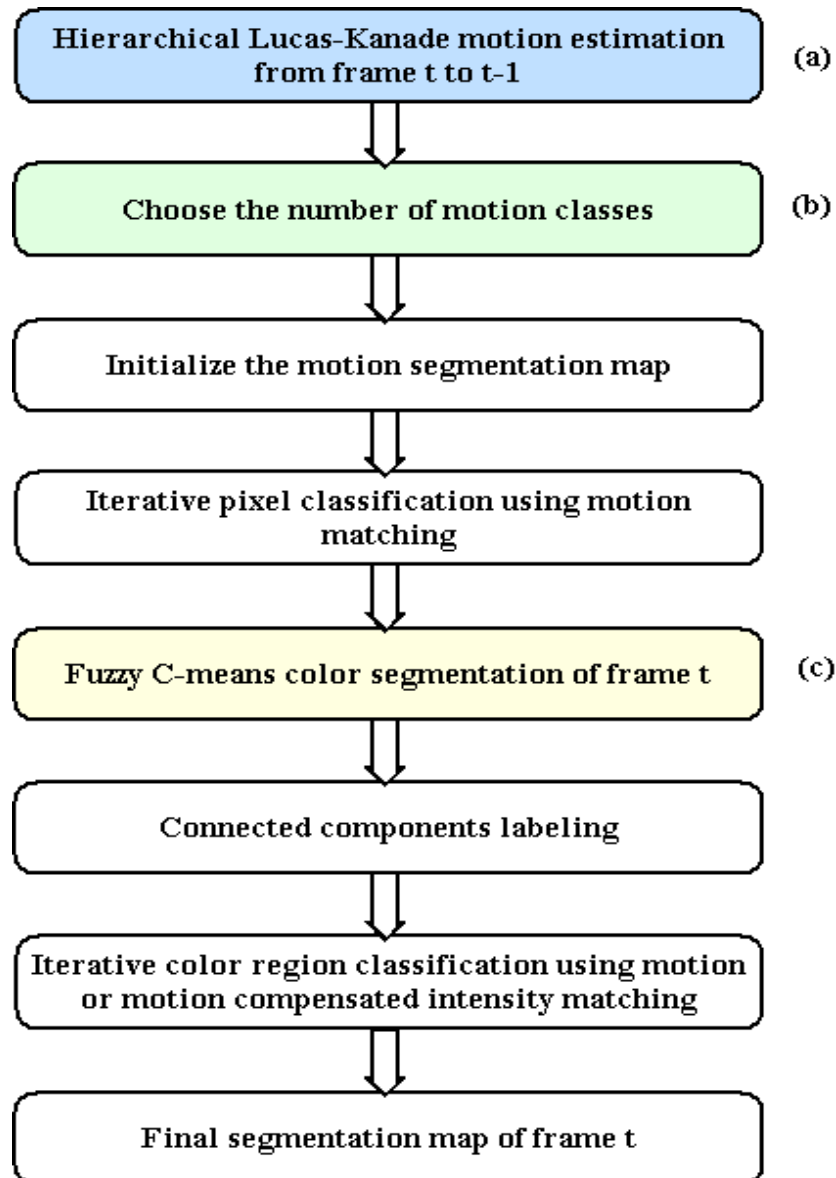 Hierarchical Lucas-Kanade motion estimation
from frame t to t-1
(a)
Choose the number of motion classes
(b)
Initialize the motion segmentation map
Iterative pixel classification using motion
matching
Fuzzy C-means color segmentation of frame t
(c)
Connected components labeling
Iterative color region classification using motion
or motion compensated intensity matching
Final segmentation map of frame t